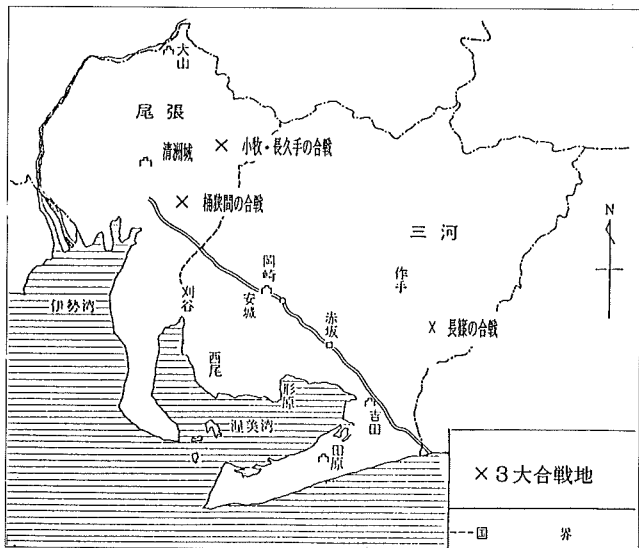 大山
尾張
清洲城
× 小牧・長久手の合戦
× 桶狭間の合戦
三河
N
岡崎
作手
伊勢湾
刈谷
安城
赤坂
× 長篠の合戦
西尾
形原
吉田
渥美湾
田原
×3大合戦地
国界